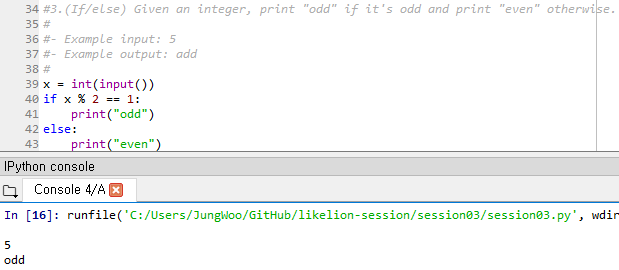 34 #3.(If/else) Given an integer, print "odd" if it's odd and print "even" otherwise.
35 #
36 #- Example input: 5
37 #- Example output: add
38 #
39 x = int(input())
40 if x % 2 == 1:
41     print("odd")
42 else:
43     print("even")
IPython console
Console 4/A
In [16]: runfile('C:/Users/JungWoo/GitHub/likelion-session/session03/session03.py', wdir
5
odd